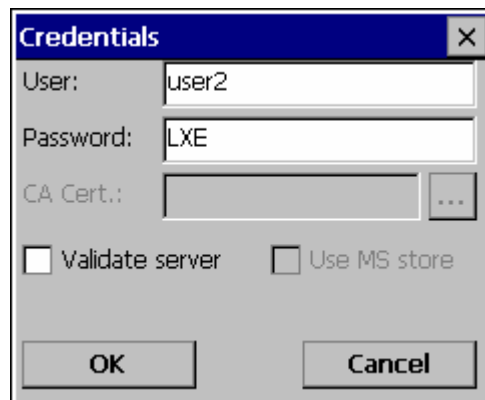 Credentials
User: user2
Password: LXE
CA Cert.: ...
Validate server Use MS store
OK Cancel